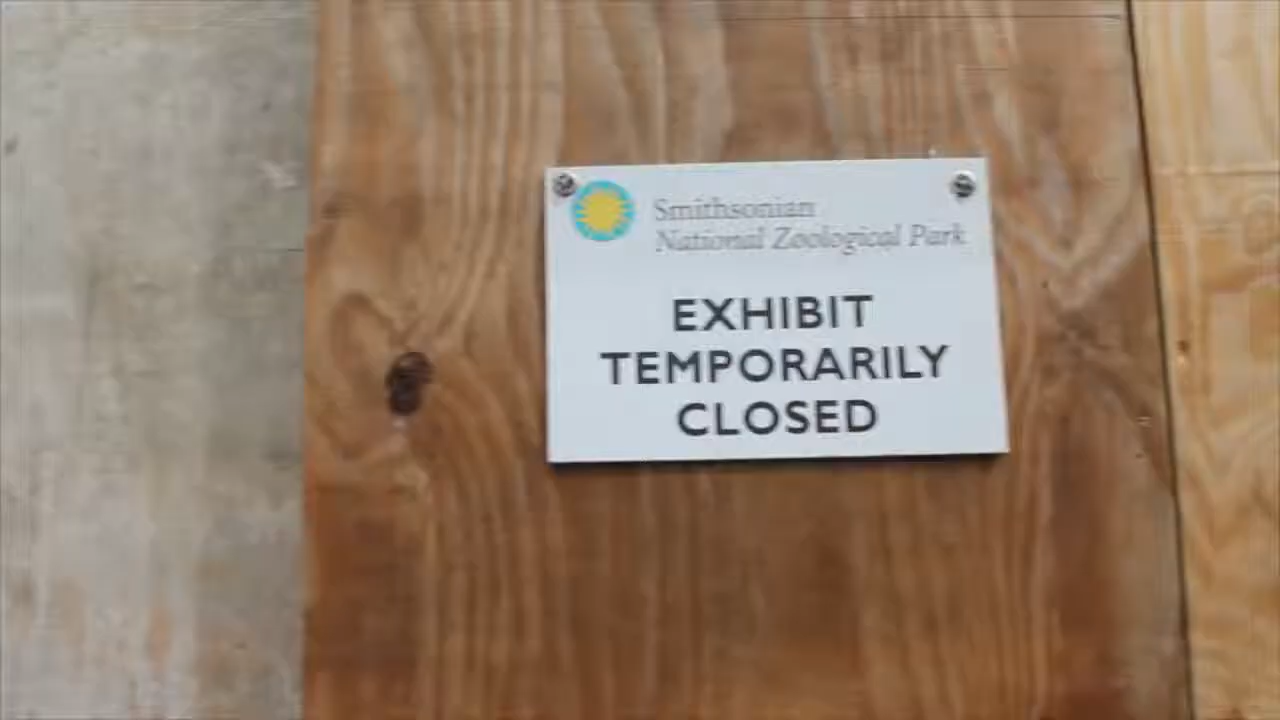 Smithsonian
National Zoological Park
EXHIBIT
TEMPORARILY
CLOSED